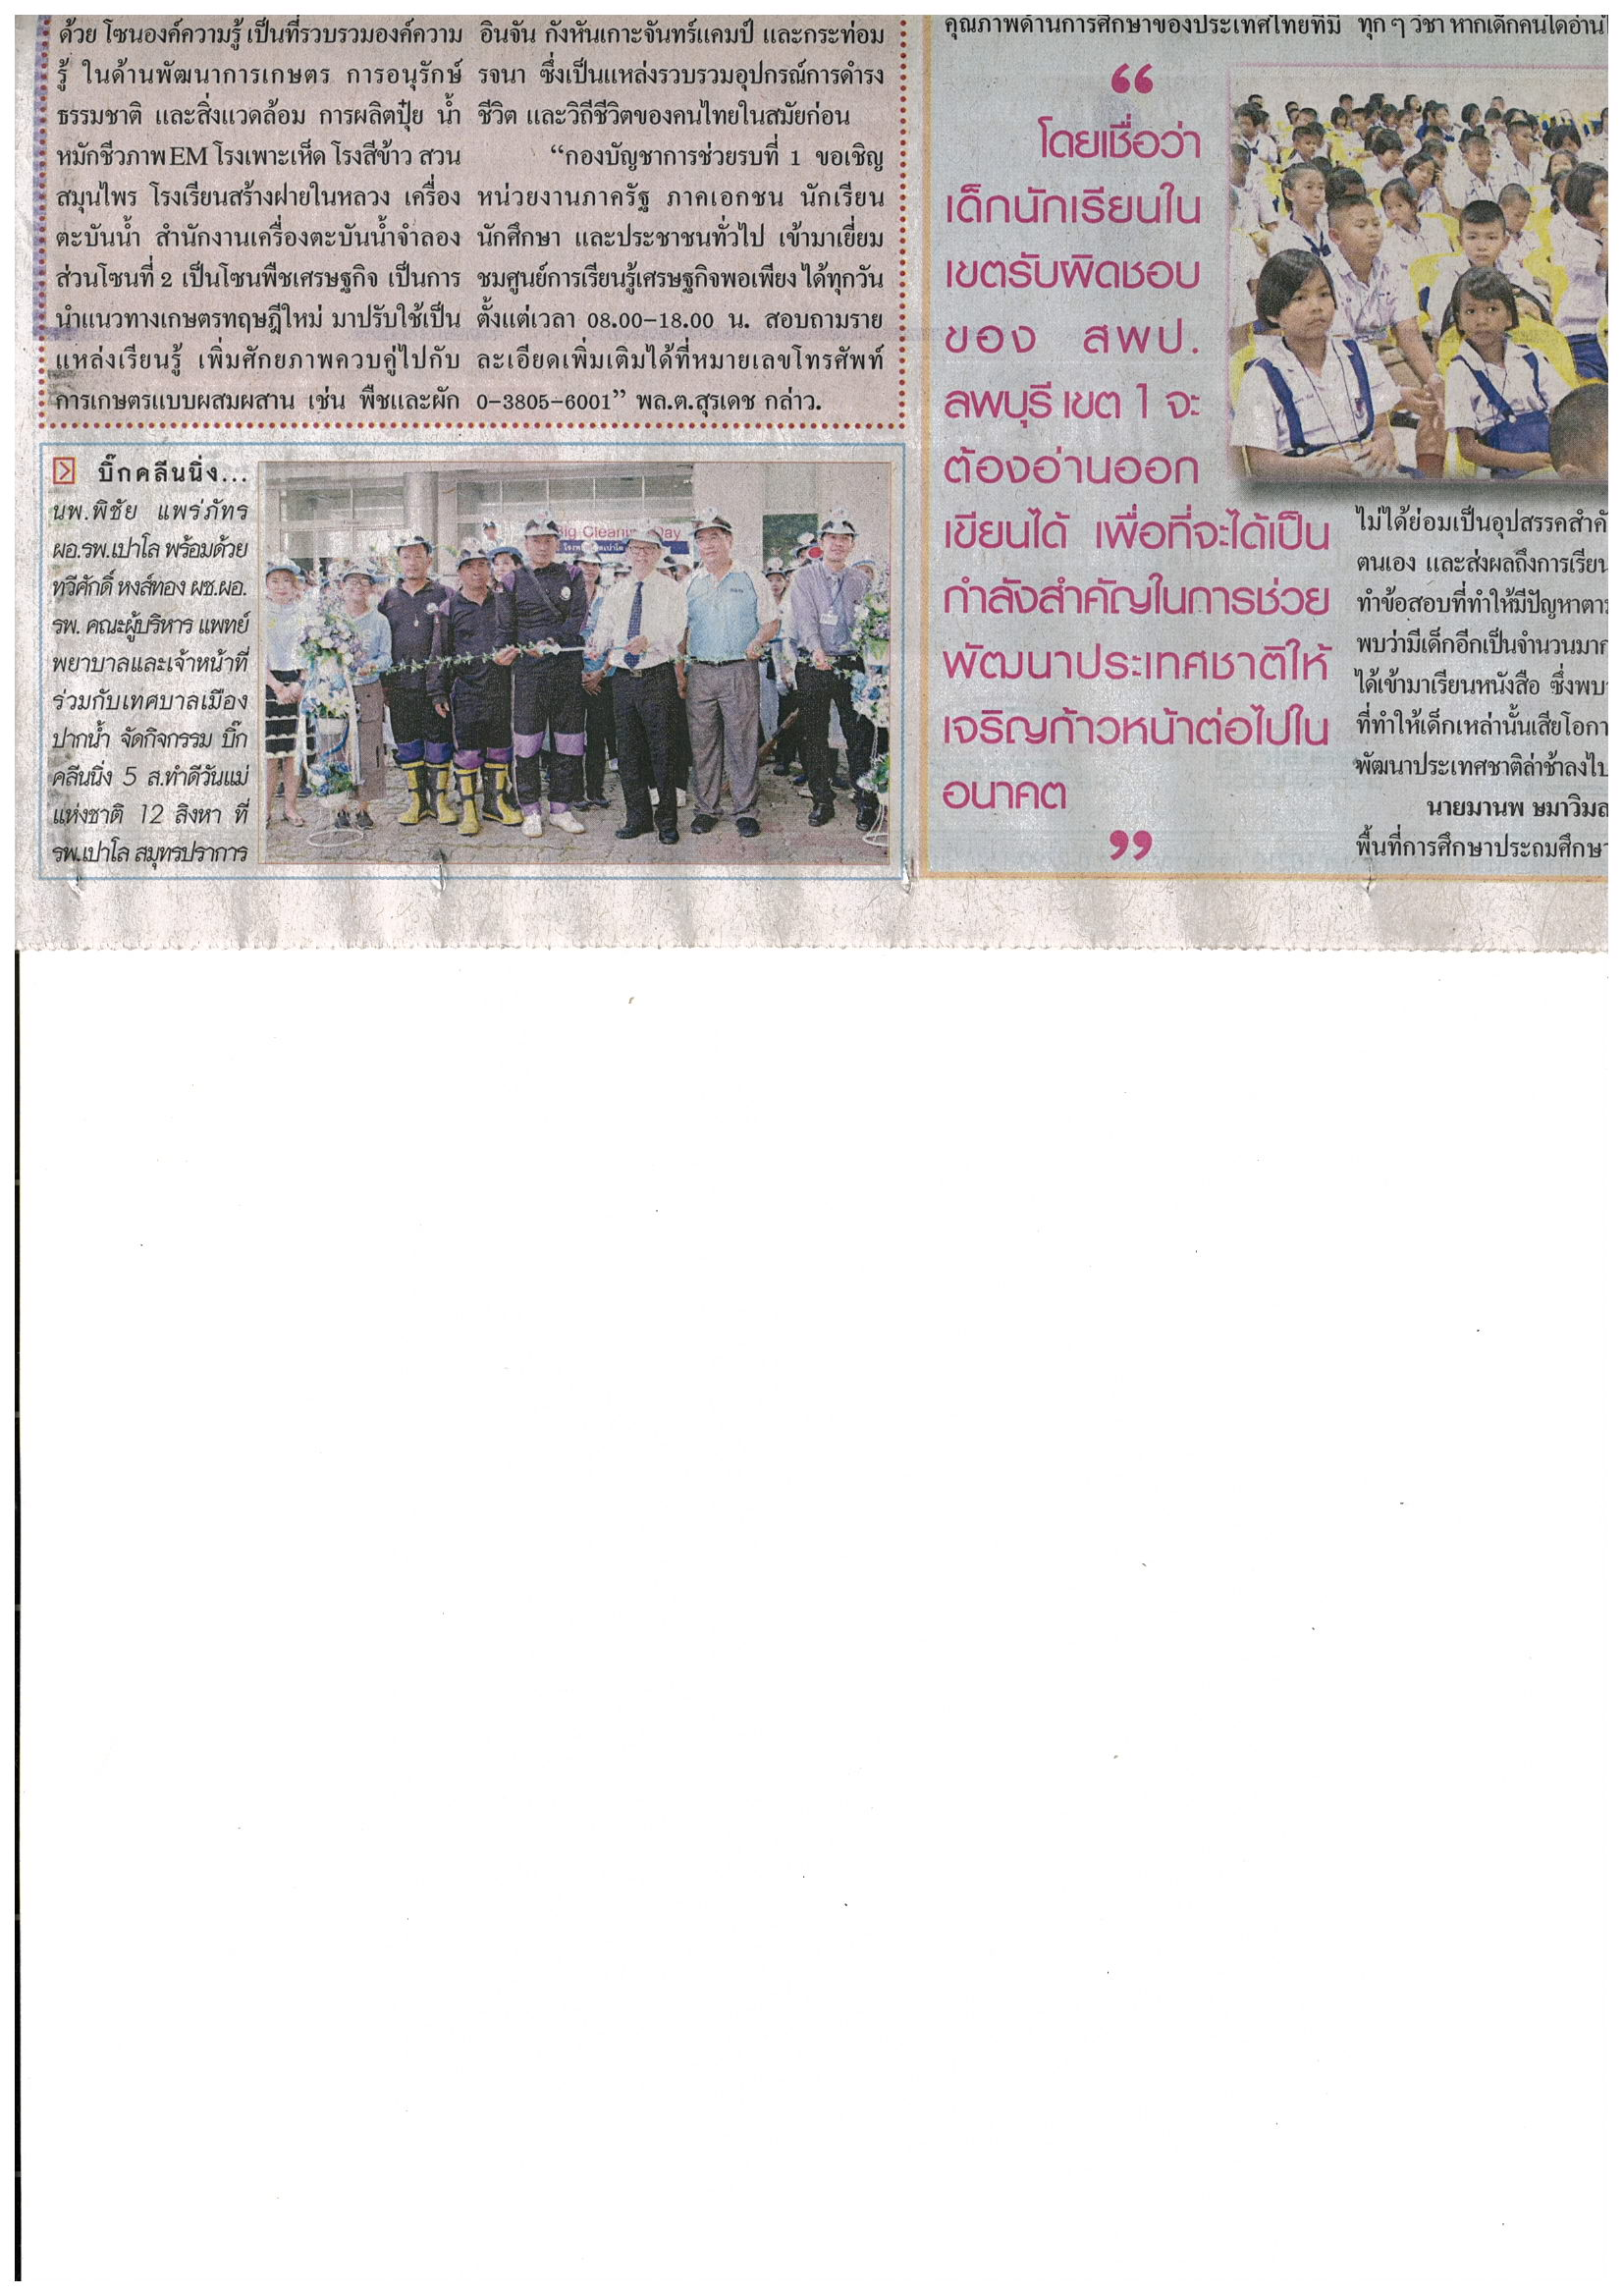 ด้วย โซนองค์ความรู้ เป็นที่รวบรวมองค์ความ
รู้ ในด้านพัฒนาการเกษตร การอนุรักษ์
ธรรมชาติ และสิ่งแวดล้อม การผลิตปุ๋ย น้ำ
หมักชีวภาพ EM โรงเพาะเห็ด โรงสีข้าว สวน
สมุนไพร โรงเรียนสร้างฝายในหลวง เครื่อง
ตะบันน้ำ สำนักงานเครื่องตะบันน้ำจำลอง
ส่วนโซนที่ 2 เป็นโซนพืชเศรษฐกิจ เป็นการ
นำแนวทางเกษตรทฤษฎีใหม่ มาปรับใช้เป็น
แหล่งเรียนรู้ เพิ่มศักยภาพควบคู่ไปกับ
การเกษตรแบบผสมผสาน เช่น พืชและผัก
อินจัน กังหันเกาะจันทร์แคมป์ และกระท่อม
รจนา ซึ่งเป็นแหล่งรวบรวมอุปกรณ์การดำรง
ชีวิต และวิถีชีวิตของคนไทยในสมัยก่อน
“กองบัญชาการช่วยรบที่ 1 ขอเชิญ
หน่วยงานภาครัฐ ภาคเอกชน นักเรียน
นักศึกษา และประชาชนทั่วไป เข้ามาเยี่ยม
ชมศูนย์การเรียนรู้เศรษฐกิจพอเพียง ได้ทุกวัน
ตั้งแต่เวลา 08.00-18.00 น. สอบถามราย
ละเอียดเพิ่มเติมได้ที่หมายเลขโทรศัพท์
0-3805-6001” พล.ต.สุรเดช กล่าว.
บิ๊กคลีนนิ่ง...
นพ.พิชัย แพร่ภัทร
ผอ.รพ.เปาโล พร้อมด้วย
ทวีศักดิ์ หงส์ทอง ผช.ผอ.
รพ. คณะผู้บริหาร แพทย์
พยาบาลและเจ้าหน้าที่
ร่วมกับเทศบาลเมือง
ปากน้ำ จัดกิจกรรม บิ๊ก
คลีนนิ่ง 5 ส.ทำดีวันแม่
แห่งชาติ 12 สิงหา ที่
รพ.เปาโล สมุทรปราการ
Big Cleaning Day
คุณภาพด้านการศึกษาของประเทศไทยที่มี
“
โดยเชื่อว่า
เด็กนักเรียนใน
เขตรับผิดชอบ
ของ สพป.
ลพบุรี เขต 1 จะ
ต้องอ่านออก
เขียนได้ เพื่อที่จะได้เป็น
กำลังสำคัญในการช่วย
พัฒนาประเทศชาติให้
เจริญก้าวหน้าต่อไปใน
อนาคต
”
ทุก ๆ วิชา หากเด็กคนใดอ่าน
ไม่ได้ย่อมเป็นอุปสรรคสำคั
ตนเอง และส่งผลถึงการเรียน
ทำข้อสอบที่ทำให้มีปัญหาตา
พบว่ามีเด็กอีกเป็นจำนวนมาก
ได้เข้ามาเรียนหนังสือ ซึ่งพบ
ที่ทำให้เด็กเหล่านั้นเสียโอกา
พัฒนาประเทศชาติล่าช้าลงไป
นายมานพ ษมาวิมล
พื้นที่การศึกษาประถมศึกษา